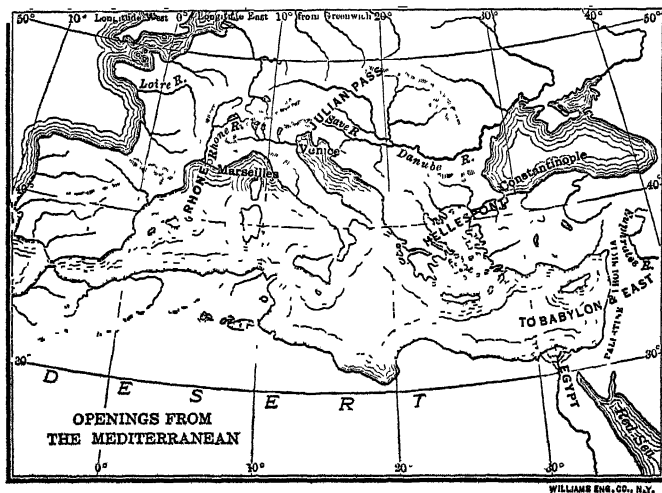 50° 10° Longitude West 0° Longitude East 10° from Greenwich 20° 30° 40° 50°
Loire R.
JULIAN PASS
Rhone R.
Save R.
Venice
Danube R.
Marseilles
Constantinople
RHONE
40°
40°
HELLESPONT
Euphrates R.
TO BABYLON EAST
PALESTINE &
30°
30°
DESERT
EGYPT
OPENINGS FROM
THE MEDITERRANEAN
Red Sea
0° 10° 20° 30°
WILLIAMS ENG. CO., N.Y.